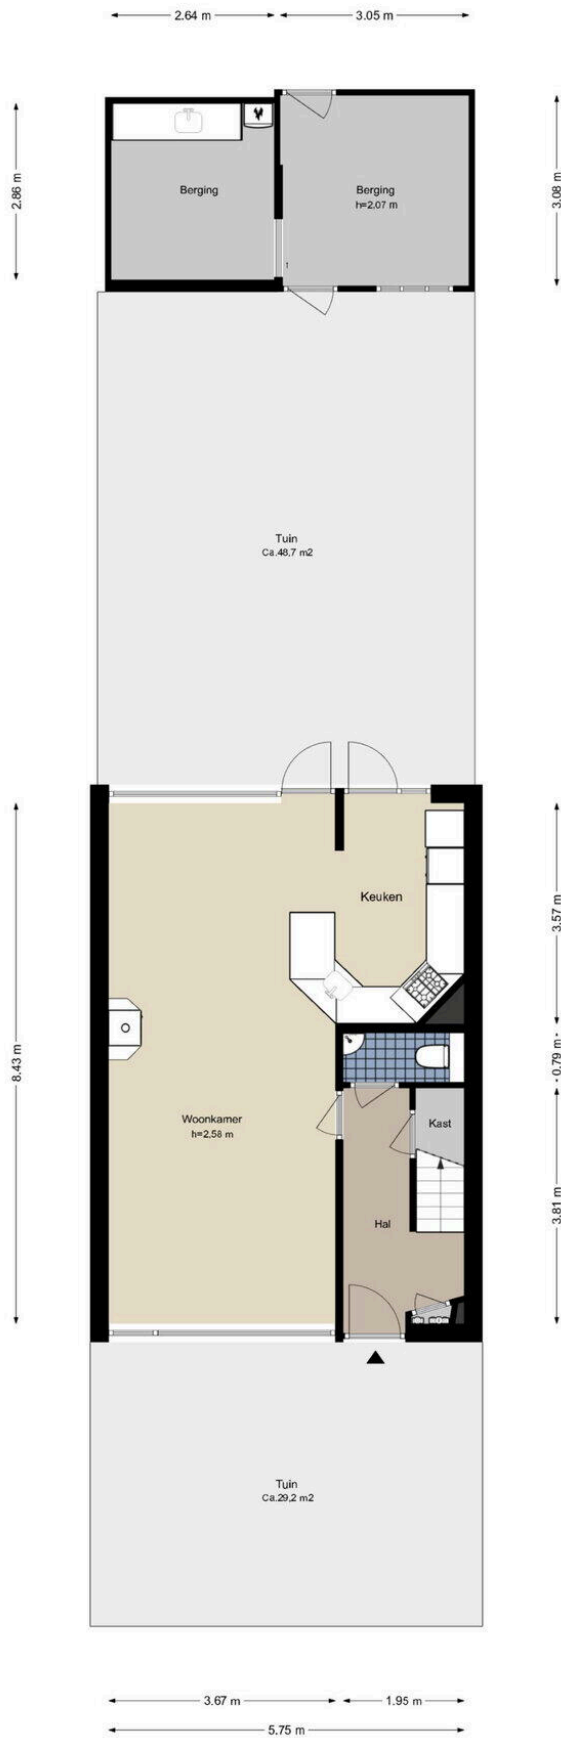 2.64 m
3.05 m
2.86 m
3.08 m
Berging
Berging
h=2,07 m
1
Tuin
Ca.48,7 m2
Keuken
3.57 m
8.43 m
0.79 m
Woonkamer
h=2,58 m
Kast
Hal
3.81 m
Tuin
Ca.29,2 m2
3.67 m
1.95 m
5.75 m